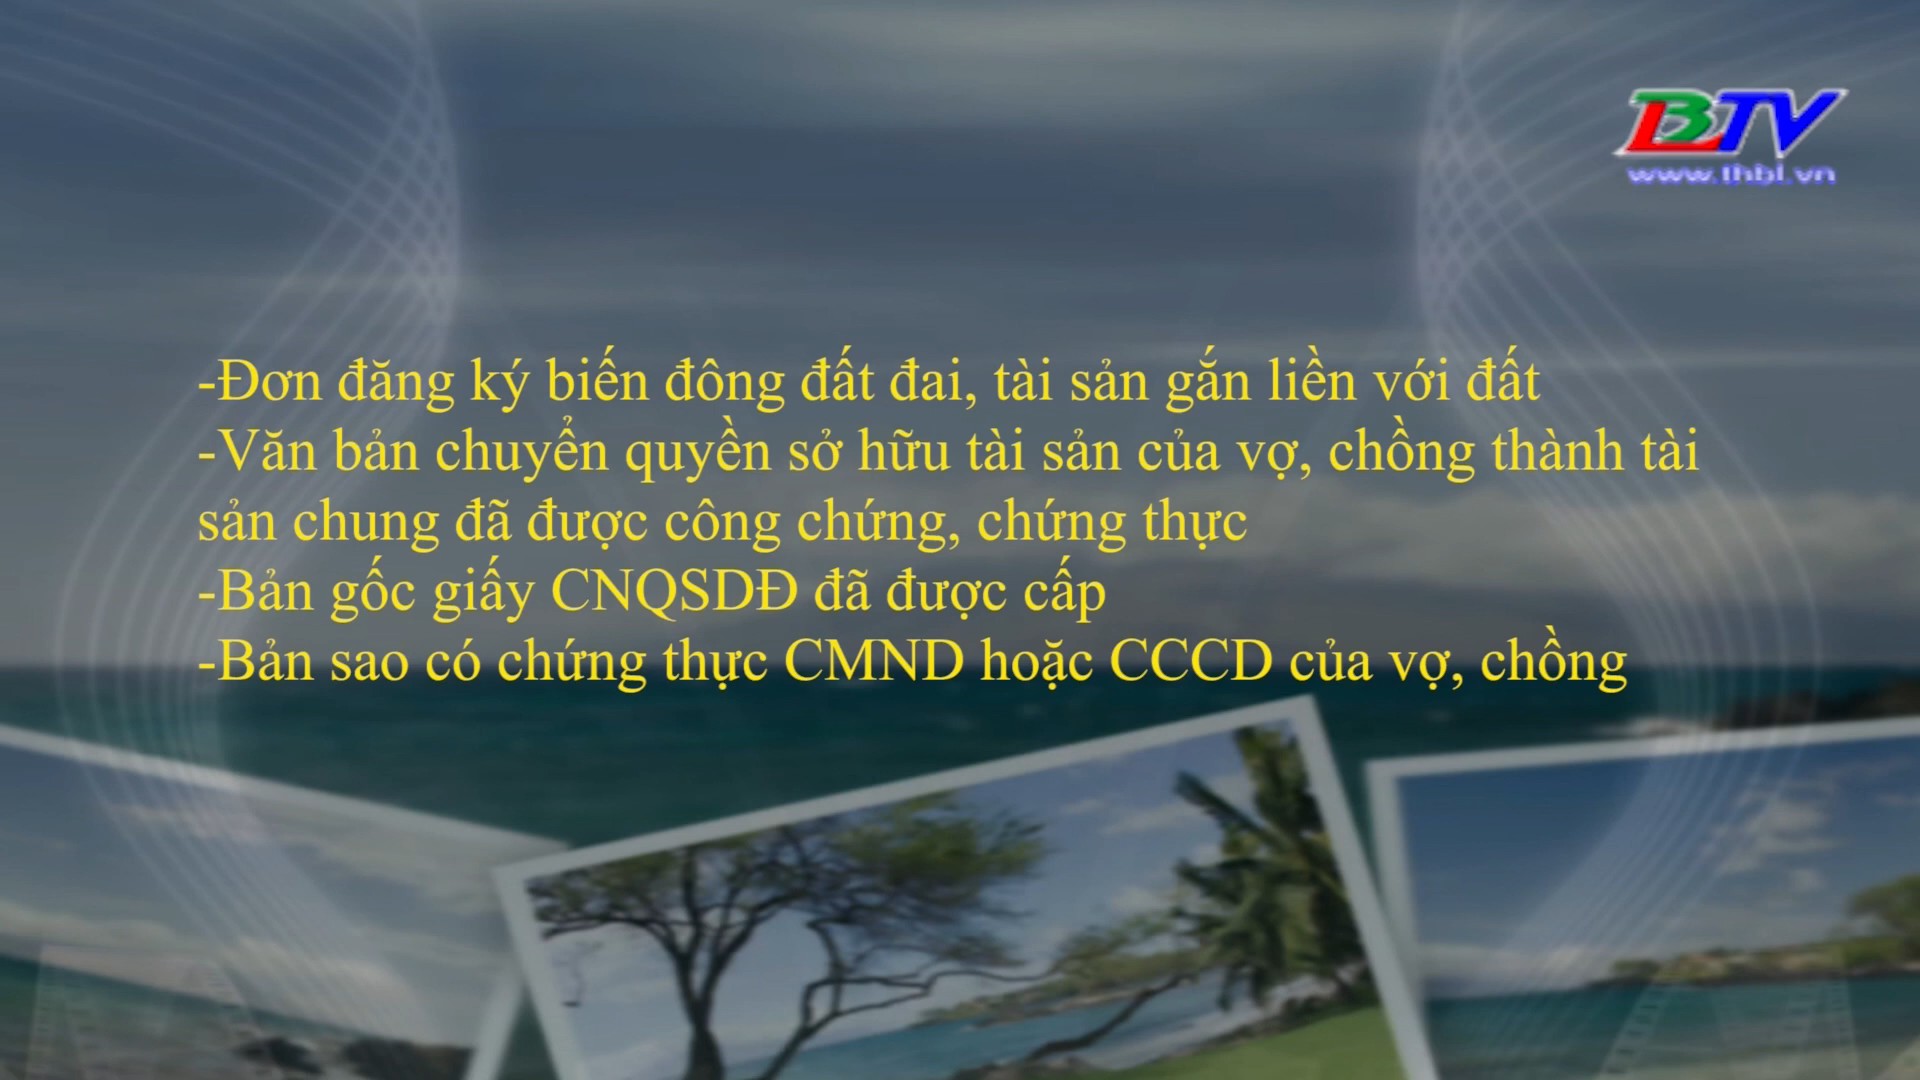 BTV
www.thbl.vn
-Đơn đăng ký biến đông đất đai, tài sản gắn liền với đất
-Văn bản chuyển quyền sở hữu tài sản của vợ, chồng thành tài
sản chung đã được công chứng, chứng thực
-Bản gốc giấy CNQSDĐ đã được cấp
-Bản sao có chứng thực CMND hoặc CCCD của vợ, chồng